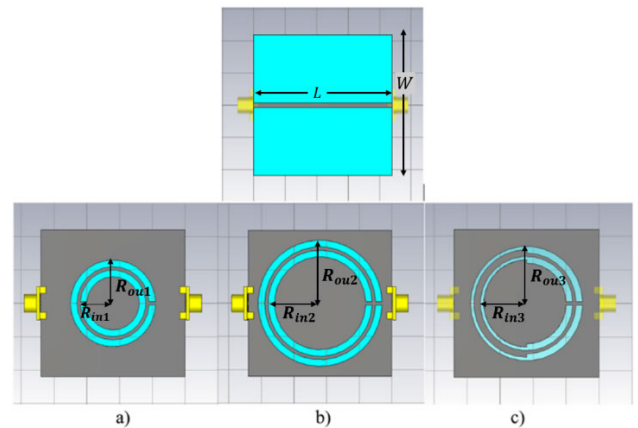 L
W
R_ou1
R_in1
R_ou2
R_in2
R_ou3
R_in3
a) b) c)